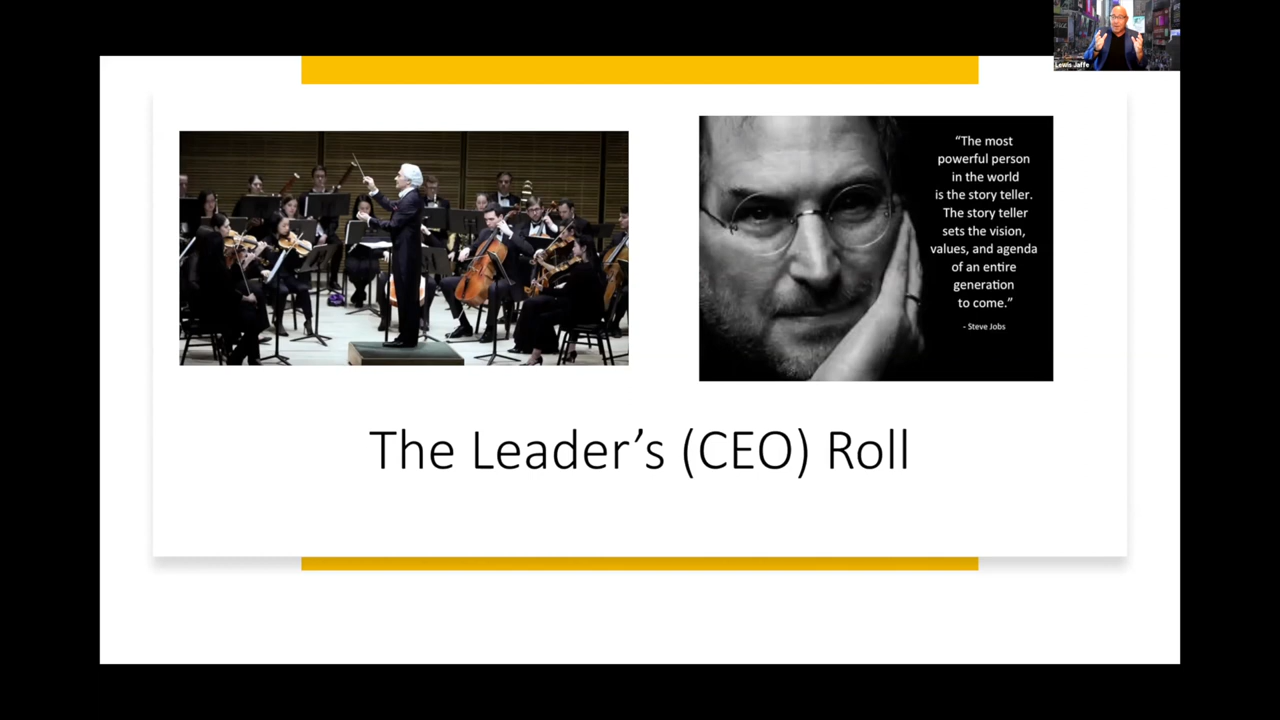 Lewis Jaffe
“The most
powerful person
in the world
is the story teller.
The story teller
sets the vision,
values, and agenda
of an entire
generation
to come.”
- Steve Jobs
The Leader’s (CEO) Roll